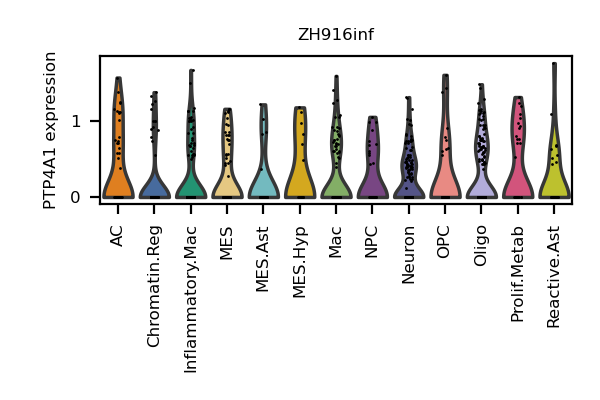 ZH916inf
PTP4A1 expression
1
0
AC
Chromatin.Reg
Inflammatory.Mac
MES
MES.Ast
MES.Hyp
Mac
NPC
Neuron
OPC
Oligo
Prolif.Metab
Reactive.Ast